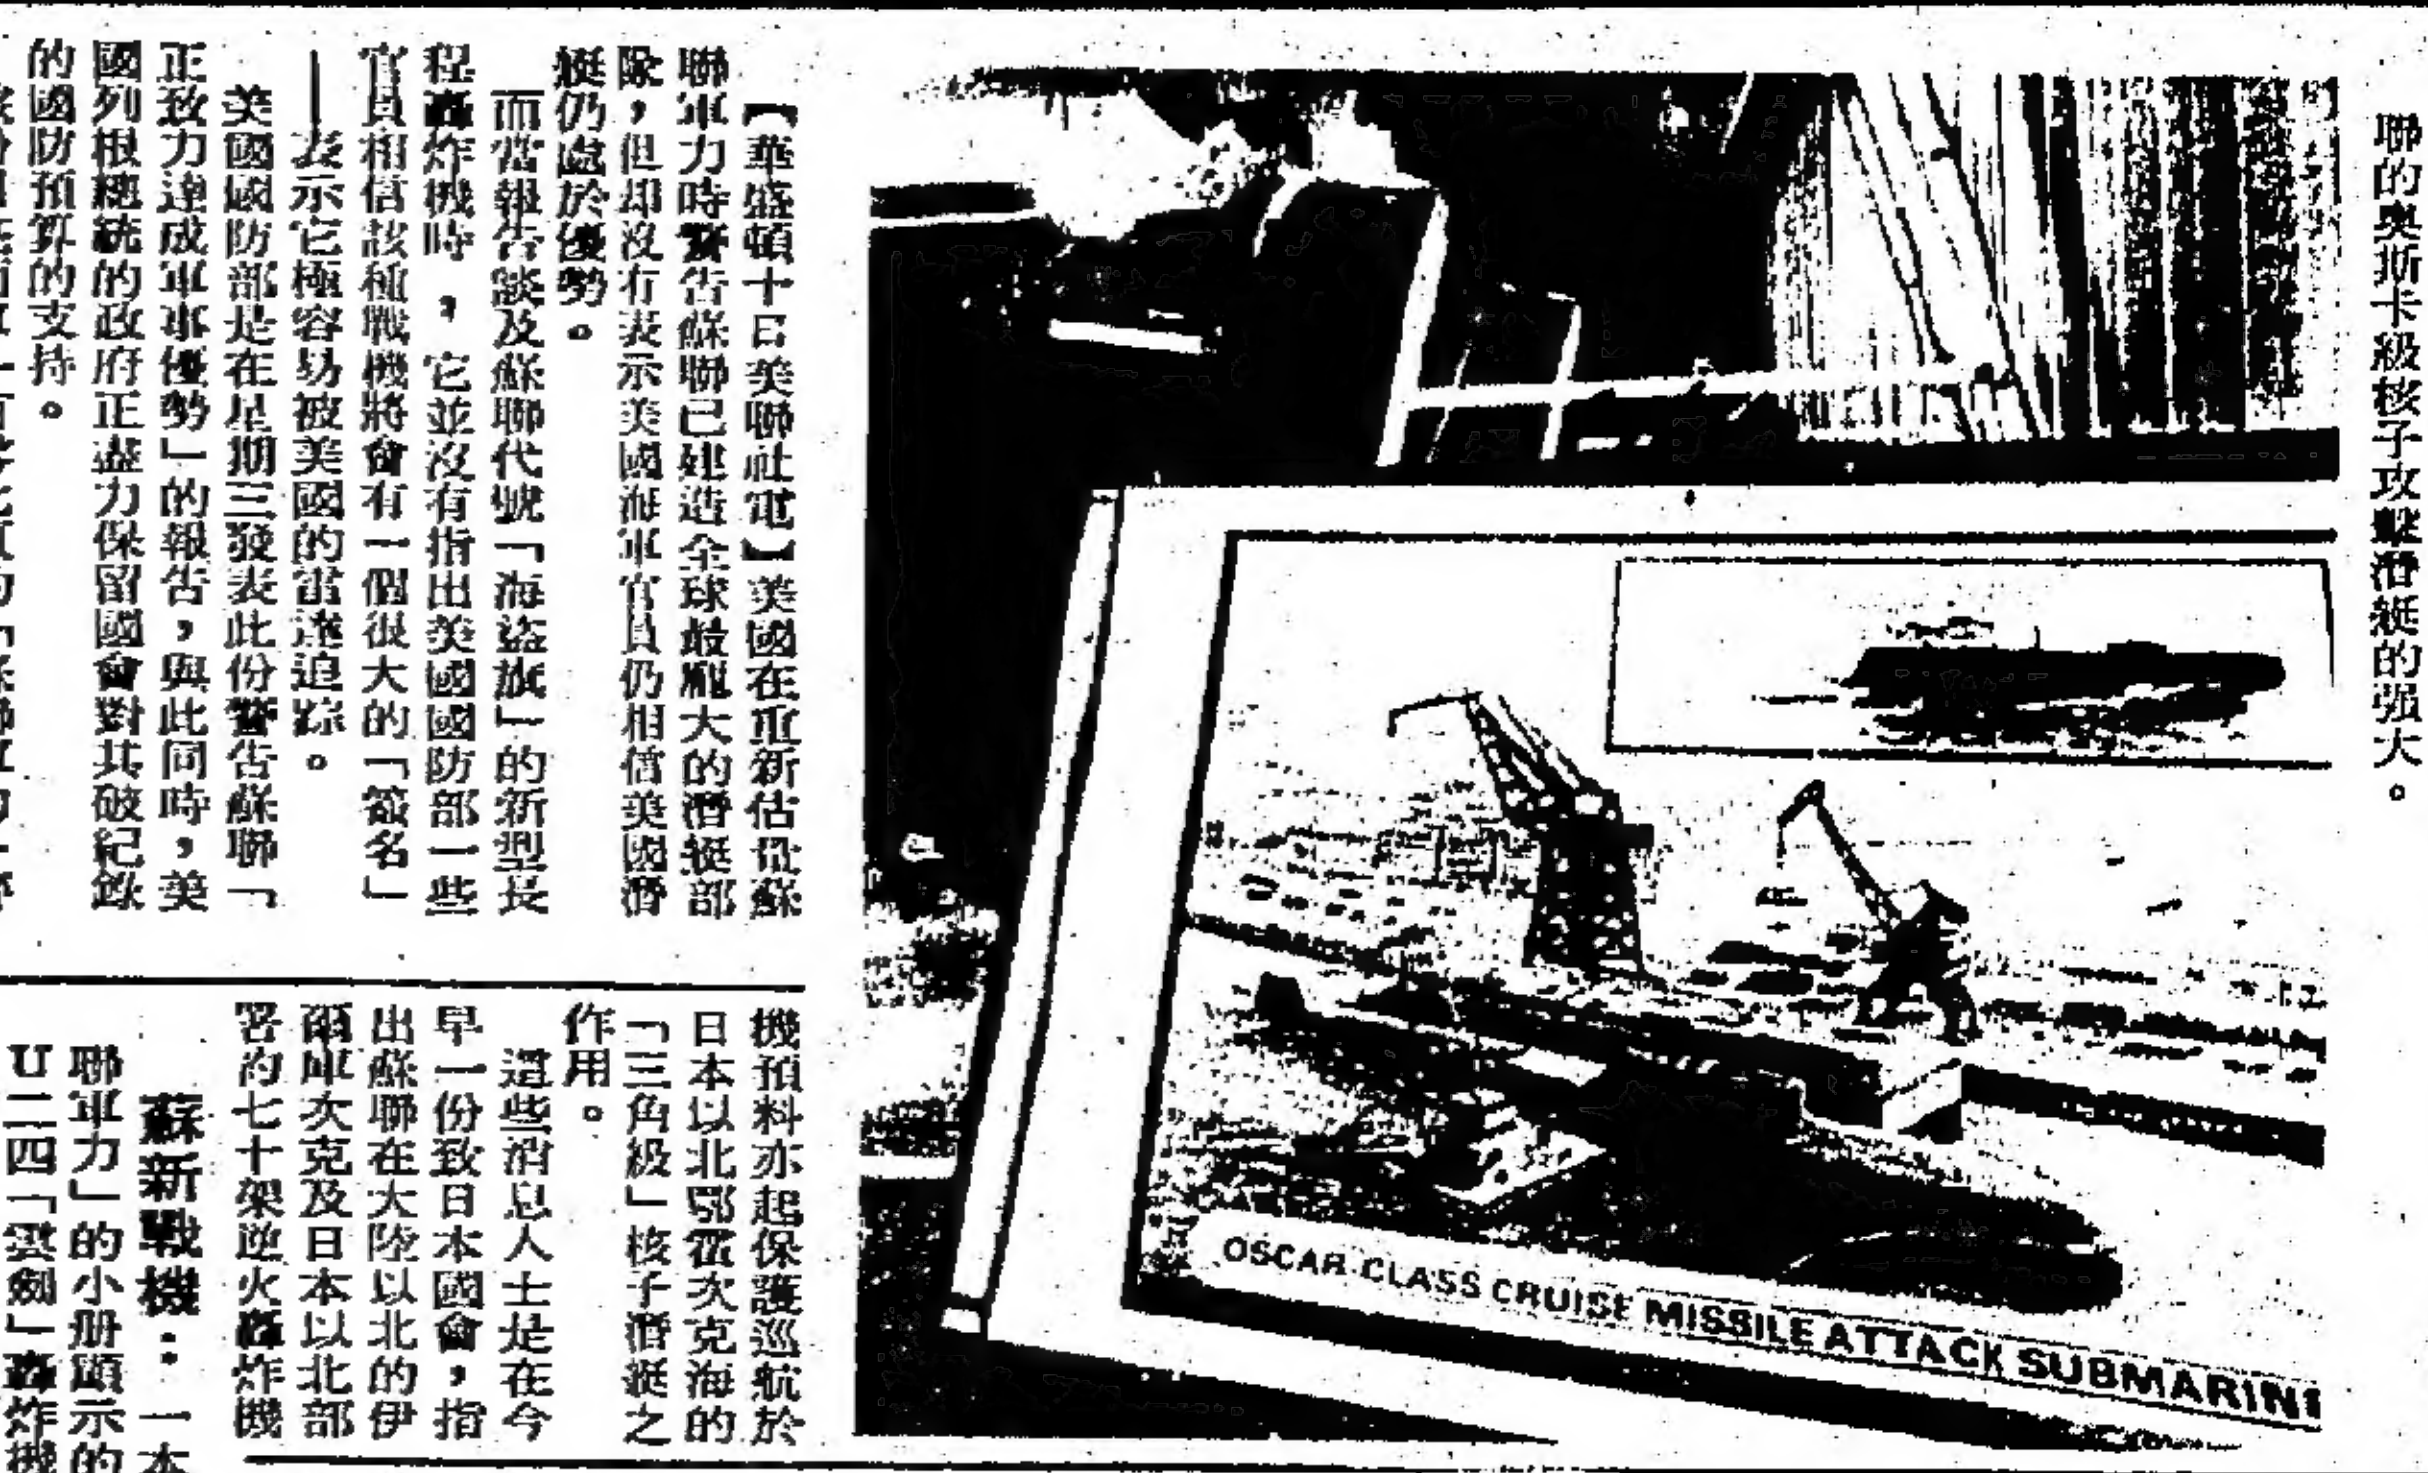 聯的奧斯卡級核子攻擊潛艇的强大。
OSCAR-CLASS CRUISE MISSILE ATTACK SUBMARINE
【華盛頓十日美聯社電】美國在重新估量蘇
聯軍力時警告蘇聯已建造全球最龐大的潛艇部
隊，但却沒有表示美國海軍官員仍相信美國潛
艇仍處於優勢。
而當報告談及蘇聯代號「海盜旗」的新型長
程轟炸機時，它並沒有指出美國國防部一些
官員相信該種戰機將會有一個很大的「簽名」
——表示它極容易被美國的雷達追踪。
美國國防部是在星期三發表此份警告蘇聯「
正致力達成軍事優勢」的報告，與此同時，美
國列根總統的政府正盡力保留國會對其破紀錄
的國防預算的支持。
機預料亦起保護巡航於
日本以北鄂霍次克海的
「三角級」核子潛艇之
作用。
這些消息人士是在今
早一份致日本國會，指
出蘇聯在大陸以北的伊
爾庫次克及日本以北部
署約七十架逆火轟炸機
蘇新戰機：一本
聯軍力」的小册顯示的
U二四「雲劍」轟炸機